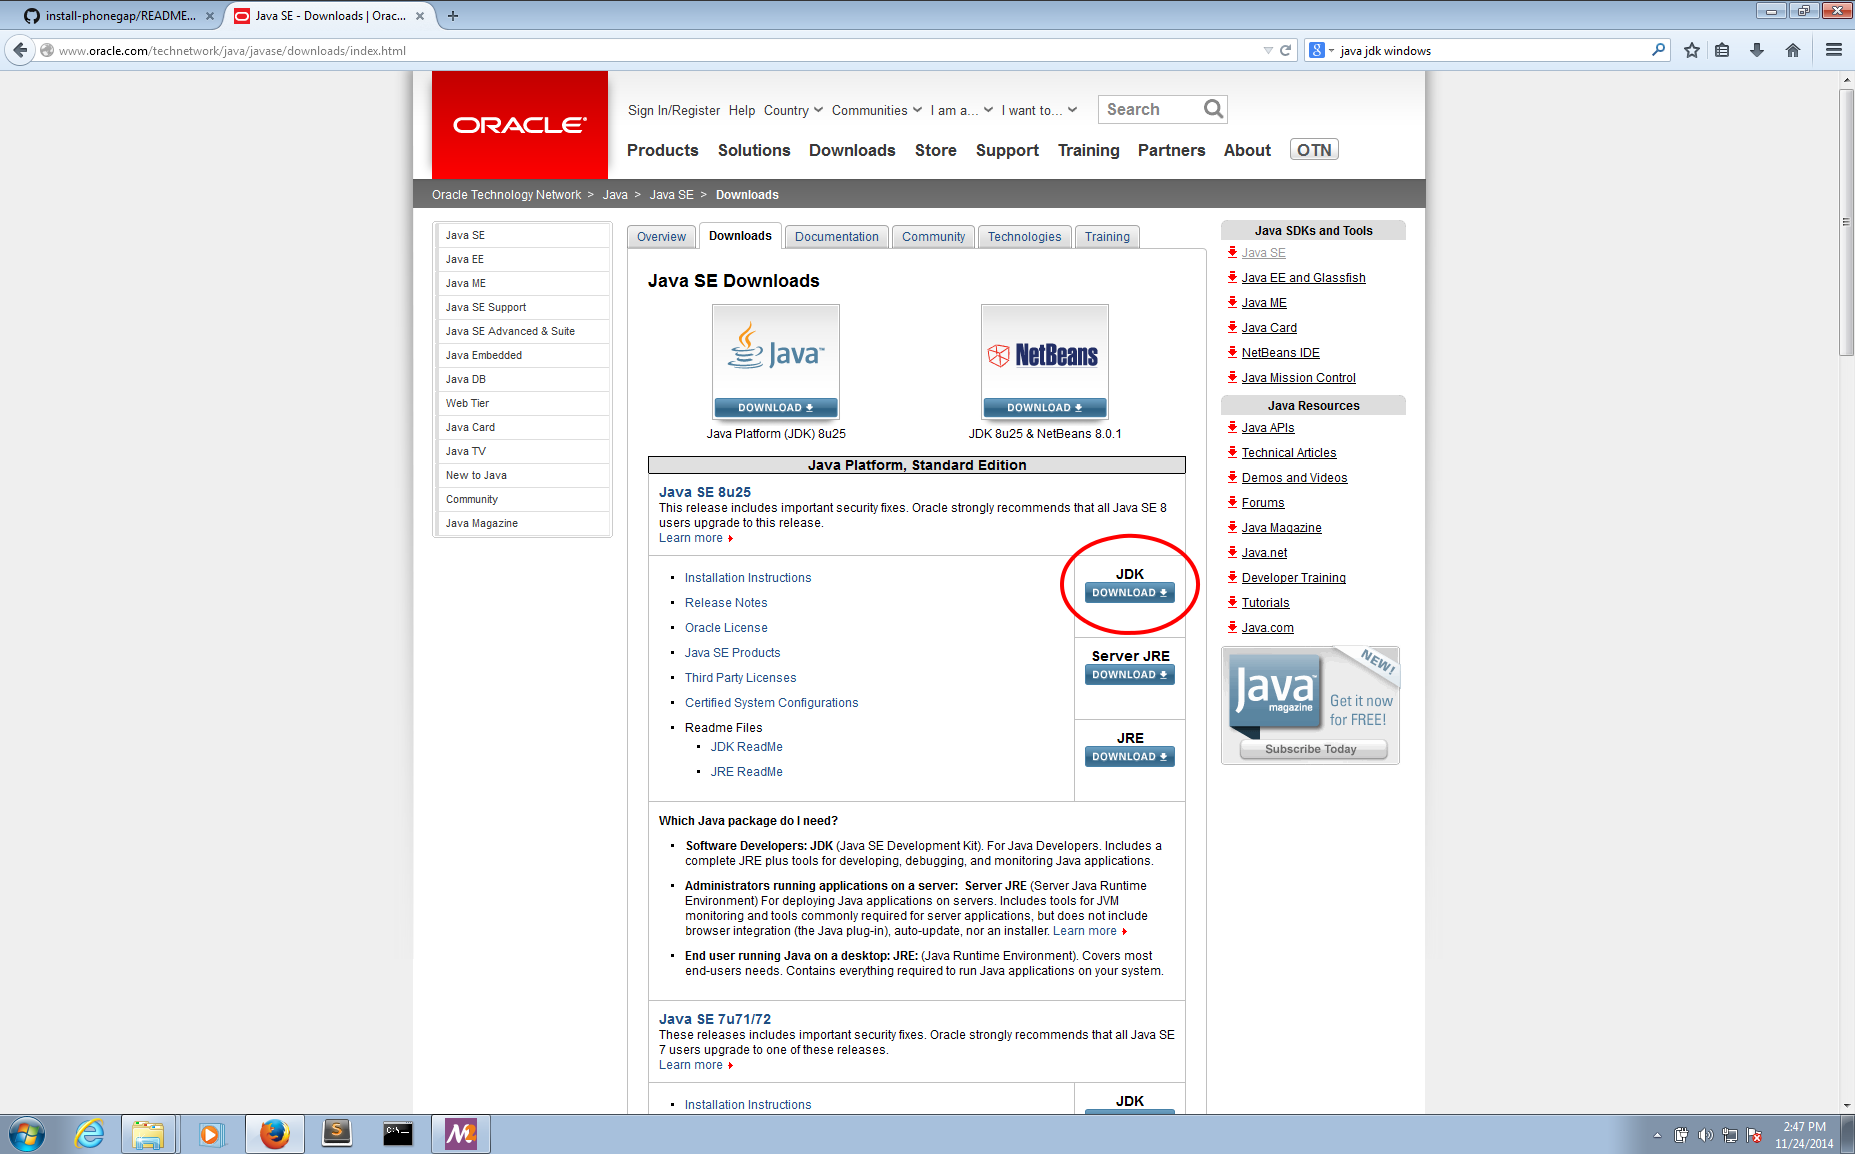 install-phonegap/README...
Java SE - Downloads | Orac...
www.oracle.com/technetwork/java/javase/downloads/index.html
java jdk windows
ORACLE
Sign In/Register Help Country Communities I am a... I want to... Search
Products Solutions Downloads Store Support Training Partners About OTN
Oracle Technology Network > Java > Java SE > Downloads
Java SE
Java EE
Java ME
Java SE Support
Java SE Advanced & Suite
Java Embedded
Java DB
Web Tier
Java Card
Java TV
New to Java
Community
Java Magazine
Overview Downloads Documentation Community Technologies Training
Java SE Downloads
Java™
DOWNLOAD
Java Platform (JDK) 8u25
NetBeans
DOWNLOAD
JDK 8u25 & NetBeans 8.0.1
Java Platform, Standard Edition
Java SE 8u25
This release includes important security fixes. Oracle strongly recommends that all Java SE 8
users upgrade to this release.
Learn more
Installation Instructions
Release Notes
Oracle License
Java SE Products
Third Party Licenses
Certified System Configurations
Readme Files
JDK ReadMe
JRE ReadMe
JDK
DOWNLOAD
Server JRE
DOWNLOAD
JRE
DOWNLOAD
Which Java package do I need?
Software Developers: JDK (Java SE Development Kit). For Java Developers. Includes a
complete JRE plus tools for developing, debugging, and monitoring Java applications.
Administrators running applications on a server: Server JRE (Server Java Runtime
Environment) For deploying Java applications on servers. Includes tools for JVM
monitoring and tools commonly required for server applications, but does not include
browser integration (the Java plug-in), auto-update, nor an installer. Learn more
End user running Java on a desktop: JRE: (Java Runtime Environment). Covers most
end-users needs. Contains everything required to run Java applications on your system.
Java SE 7u71/72
These releases includes important security fixes. Oracle strongly recommends that all Java SE
7 users upgrade to one of these releases.
Learn more
Installation Instructions
JDK
Java SDKs and Tools
Java SE
Java EE and Glassfish
Java ME
Java Card
NetBeans IDE
Java Mission Control
Java Resources
Java APIs
Technical Articles
Demos and Videos
Forums
Java Magazine
Java.net
Developer Training
Tutorials
Java.com
NEW!
Java™
magazine
Get it now
for FREE!
Subscribe Today
2:47 PM
11/24/2014